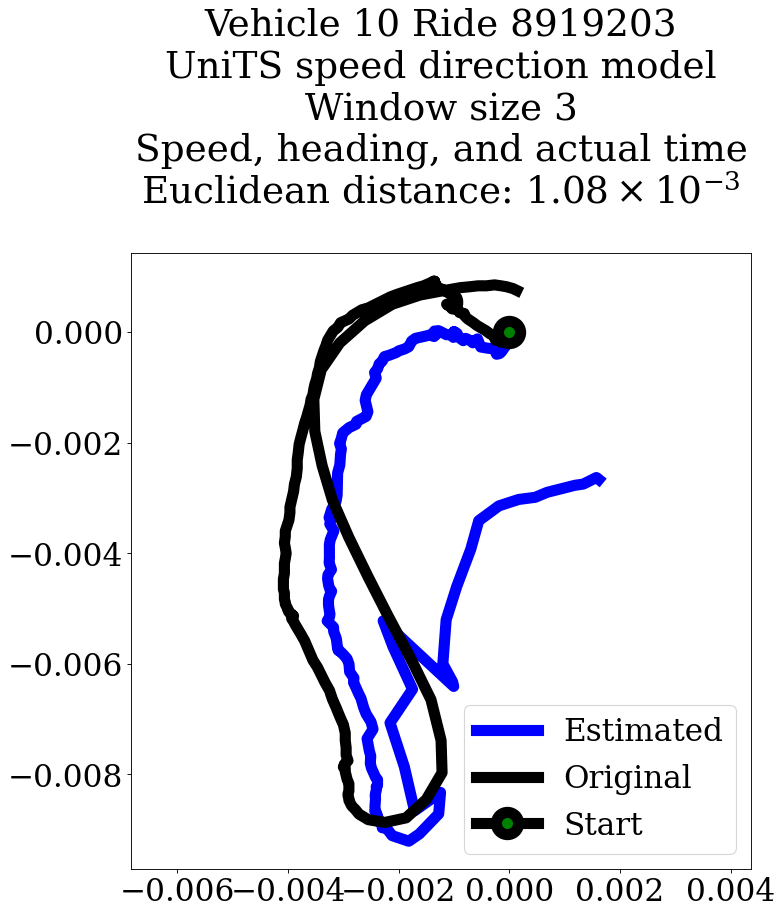 Vehicle 10 Ride 8919203
UniTS speed direction model
Window size 3
Speed, heading, and actual time
Euclidean distance: 1.08 × 10⁻³
0.000
−0.002
−0.004
−0.006
−0.008
Estimated
Original
Start
−0.006 −0.004 −0.002 0.000 0.002 0.004